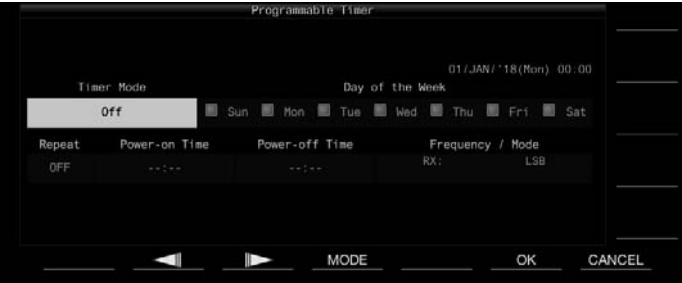 Programmable Timer
01/JAN/'18(Mon) 00:00
Timer Mode Day of the Week
Off Sun Mon Tue Wed Thu Fri Sat
Repeat Power-on Time Power-off Time Frequency / Mode
OFF --:-- --:-- RX: LSB
MODE OK CANCEL